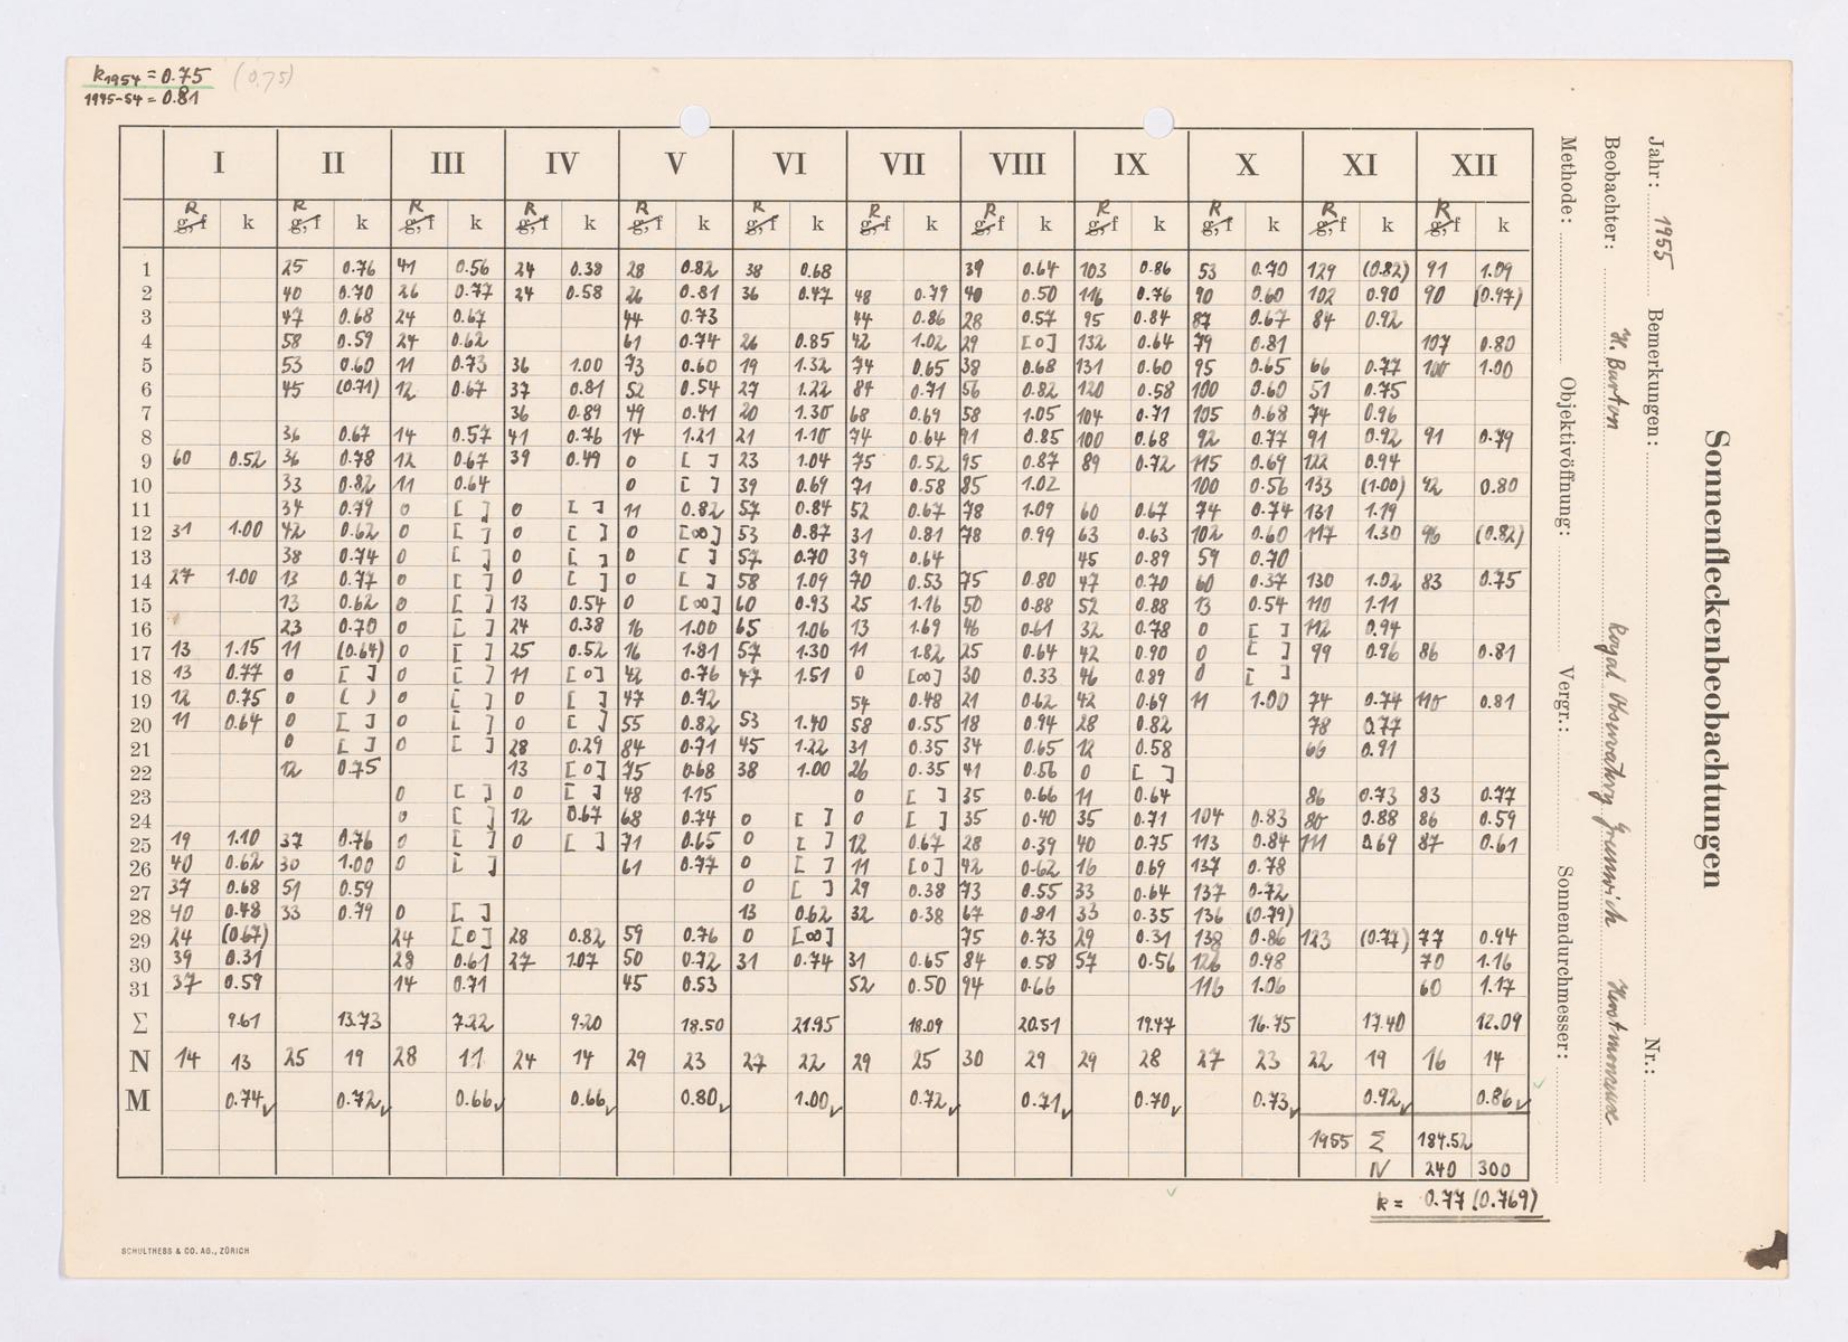 k1954 = 0.75 (0.75)
1945-54 = 0.81
Sonnenfleckenbeobachtungen
Jahr: 1955 Bemerkungen: Nr.:
Beobachter: H. Burton Royal Observatory Greenwich Herstmonceux
Methode: Objektivöffnung: Vergr.: Sonnendurchmesser:
I II III IV V VI VII VIII IX X XI XII
R R R R R R R R R R R R
g, f k g, f k g, f k g, f k g, f k g, f k g, f k g, f k g, f k g, f k g, f k g, f k
1 25 0.76 41 0.56 24 0.38 28 0.82 38 0.68 39 0.64 103 0.86 53 0.70 129 (0.82) 91 1.09
2 40 0.70 26 0.77 24 0.58 26 0.81 36 0.47 48 0.79 40 0.50 116 0.76 90 0.60 102 0.90 90 (0.97)
3 47 0.68 24 0.67 44 0.73 44 0.86 28 0.57 95 0.84 87 0.67 84 0.92
4 58 0.59 24 0.62 61 0.74 26 0.85 42 1.02 29 [0] 132 0.64 79 0.81 107 0.80
5 53 0.60 11 0.73 36 1.00 73 0.60 19 1.32 74 0.65 38 0.68 131 0.60 95 0.65 66 0.77 100 1.00
6 45 (0.71) 12 0.67 37 0.81 52 0.54 27 1.22 84 0.71 56 0.82 120 0.58 100 0.60 51 0.75
7 36 0.89 49 0.41 20 1.30 68 0.69 58 1.05 104 0.71 105 0.68 74 0.96
8 36 0.67 14 0.57 41 0.76 14 1.21 21 1.10 74 0.64 91 0.85 100 0.68 92 0.77 91 0.92 91 0.79
9 60 0.52 36 0.78 12 0.67 39 0.49 0 [ ] 23 1.04 75 0.52 95 0.87 89 0.72 115 0.69 122 0.94
10 33 0.82 11 0.64 0 [ ] 39 0.69 71 0.58 85 1.02 100 0.56 133 (1.00) 42 0.80
11 34 0.79 0 [ ] 0 [ ] 11 0.82 57 0.84 52 0.67 78 1.09 60 0.67 74 0.74 131 1.19
12 31 1.00 42 0.62 0 [ ] 0 [ ] 0 [∞] 53 0.87 31 0.81 78 0.99 63 0.63 102 0.60 117 1.30 96 (0.82)
13 38 0.74 0 [ ] 0 [ ] 0 [ ] 57 0.70 39 0.64 45 0.89 59 0.70
14 27 1.00 13 0.77 0 [ ] 0 [ ] 0 [ ] 58 1.09 70 0.53 75 0.80 47 0.70 60 0.37 130 1.02 83 0.75
15 13 0.62 0 [ ] 13 0.54 0 [∞] 60 0.93 25 1.16 50 0.88 52 0.88 13 0.54 110 1.11
16 23 0.70 0 [ ] 24 0.38 16 1.00 65 1.06 13 1.69 46 0.61 32 0.78 0 [ ] 112 0.94
17 13 1.15 11 (0.64) 0 [ ] 25 0.52 16 1.81 57 1.30 11 1.82 25 0.64 42 0.90 0 [ ] 99 0.96 86 0.81
18 13 0.77 0 [ ] 0 [ ] 11 [0] 42 0.76 47 1.51 0 [∞] 30 0.33 46 0.89 0 [ ]
19 12 0.75 0 ( ) 0 [ ] 0 [ ] 47 0.72 54 0.48 21 0.62 42 0.69 11 1.00 74 0.74 110 0.81
20 11 0.64 0 [ ] 0 [ ] 0 [ ] 55 0.82 53 1.40 58 0.55 18 0.94 28 0.82 78 0.77
21 0 [ ] 0 [ ] 28 0.29 84 0.71 45 1.22 31 0.35 34 0.65 12 0.58 66 0.91
22 12 0.75 13 [0] 75 0.68 38 1.00 26 0.35 41 0.56 0 [ ]
23 0 [ ] 0 [ ] 48 1.15 0 [ ] 35 0.66 11 0.64 86 0.73 83 0.77
24 0 [ ] 12 0.67 68 0.74 0 [ ] 0 [ ] 35 0.40 35 0.71 104 0.83 80 0.88 86 0.59
25 19 1.10 37 0.76 0 [ ] 0 [ ] 71 0.65 0 [ ] 12 0.67 28 0.39 40 0.75 113 0.84 111 0.69 87 0.61
26 40 0.62 30 1.00 0 [ ] 61 0.77 0 [ ] 11 [0] 42 0.62 16 0.69 137 0.78
27 37 0.68 51 0.59 0 [ ] 29 0.38 73 0.55 33 0.64 137 0.72
28 40 0.48 33 0.79 0 [ ] 13 0.62 32 0.38 67 0.81 33 0.35 136 (0.79)
29 24 (0.67) 24 [0] 28 0.82 59 0.76 0 [∞] 75 0.73 29 0.31 138 0.86 123 (0.77) 77 0.94
30 39 0.31 28 0.61 27 1.07 50 0.72 31 0.74 31 0.65 84 0.58 57 0.56 126 0.98 70 1.16
31 37 0.59 14 0.71 45 0.53 52 0.50 94 0.66 116 1.06 60 1.17
Σ 9.61 13.73 7.22 9.20 18.50 21.95 18.09 20.51 19.47 16.75 17.40 12.09
N 14 13 25 19 28 11 24 14 29 23 27 22 29 25 30 29 29 28 27 23 22 19 16 14
M 0.74 0.72 0.66 0.66 0.80 1.00 0.72 0.71 0.70 0.73 0.92 0.86
1955 Σ 184.52
N 240 300
k = 0.77 (0.769)
SCHULTHESS & CO. AG., ZÜRICH